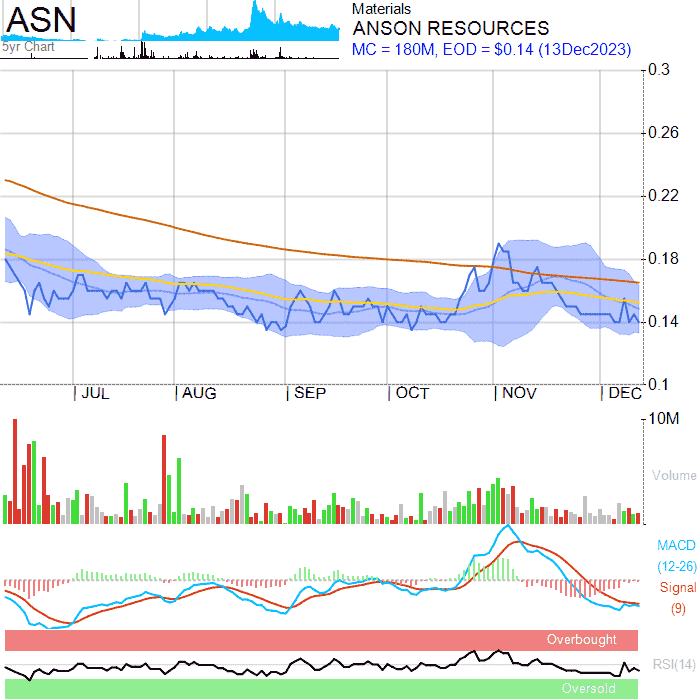 ASN
5yr Chart
Materials
ANSON RESOURCES
MC = 180M, EOD = $0.14 (13Dec2023)
0.3
0.26
0.22
0.18
0.14
0.1
JUL AUG SEP OCT NOV DEC
10M
Volume
MACD
(12-26)
Signal
(9)
Overbought
RSI(14)
Oversold